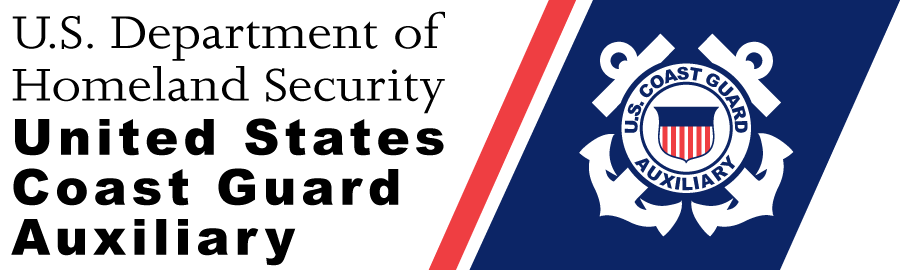 U.S. Department of
Homeland Security
United States
Coast Guard
Auxiliary
U.S. COAST GUARD
AUXILIARY